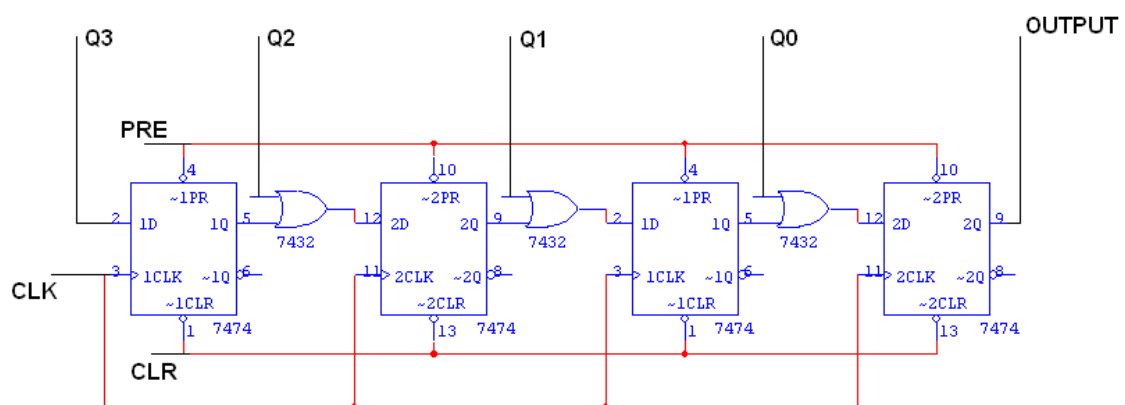 OUTPUT
Q3
Q2
Q1
Q0
PRE
4
10
4
10
~1PR
~2PR
~1PR
~2PR
2
1D
1Q
5
7432
12
2D
2Q
9
7432
2
1D
1Q
5
7432
12
2D
2Q
9
CLK
3
1CLK
~1Q
6
11
2CLK
~2Q
8
3
1CLK
~1Q
6
11
2CLK
~2Q
8
~1CLR
~2CLR
~1CLR
~2CLR
1
7474
13
7474
1
7474
13
7474
CLR